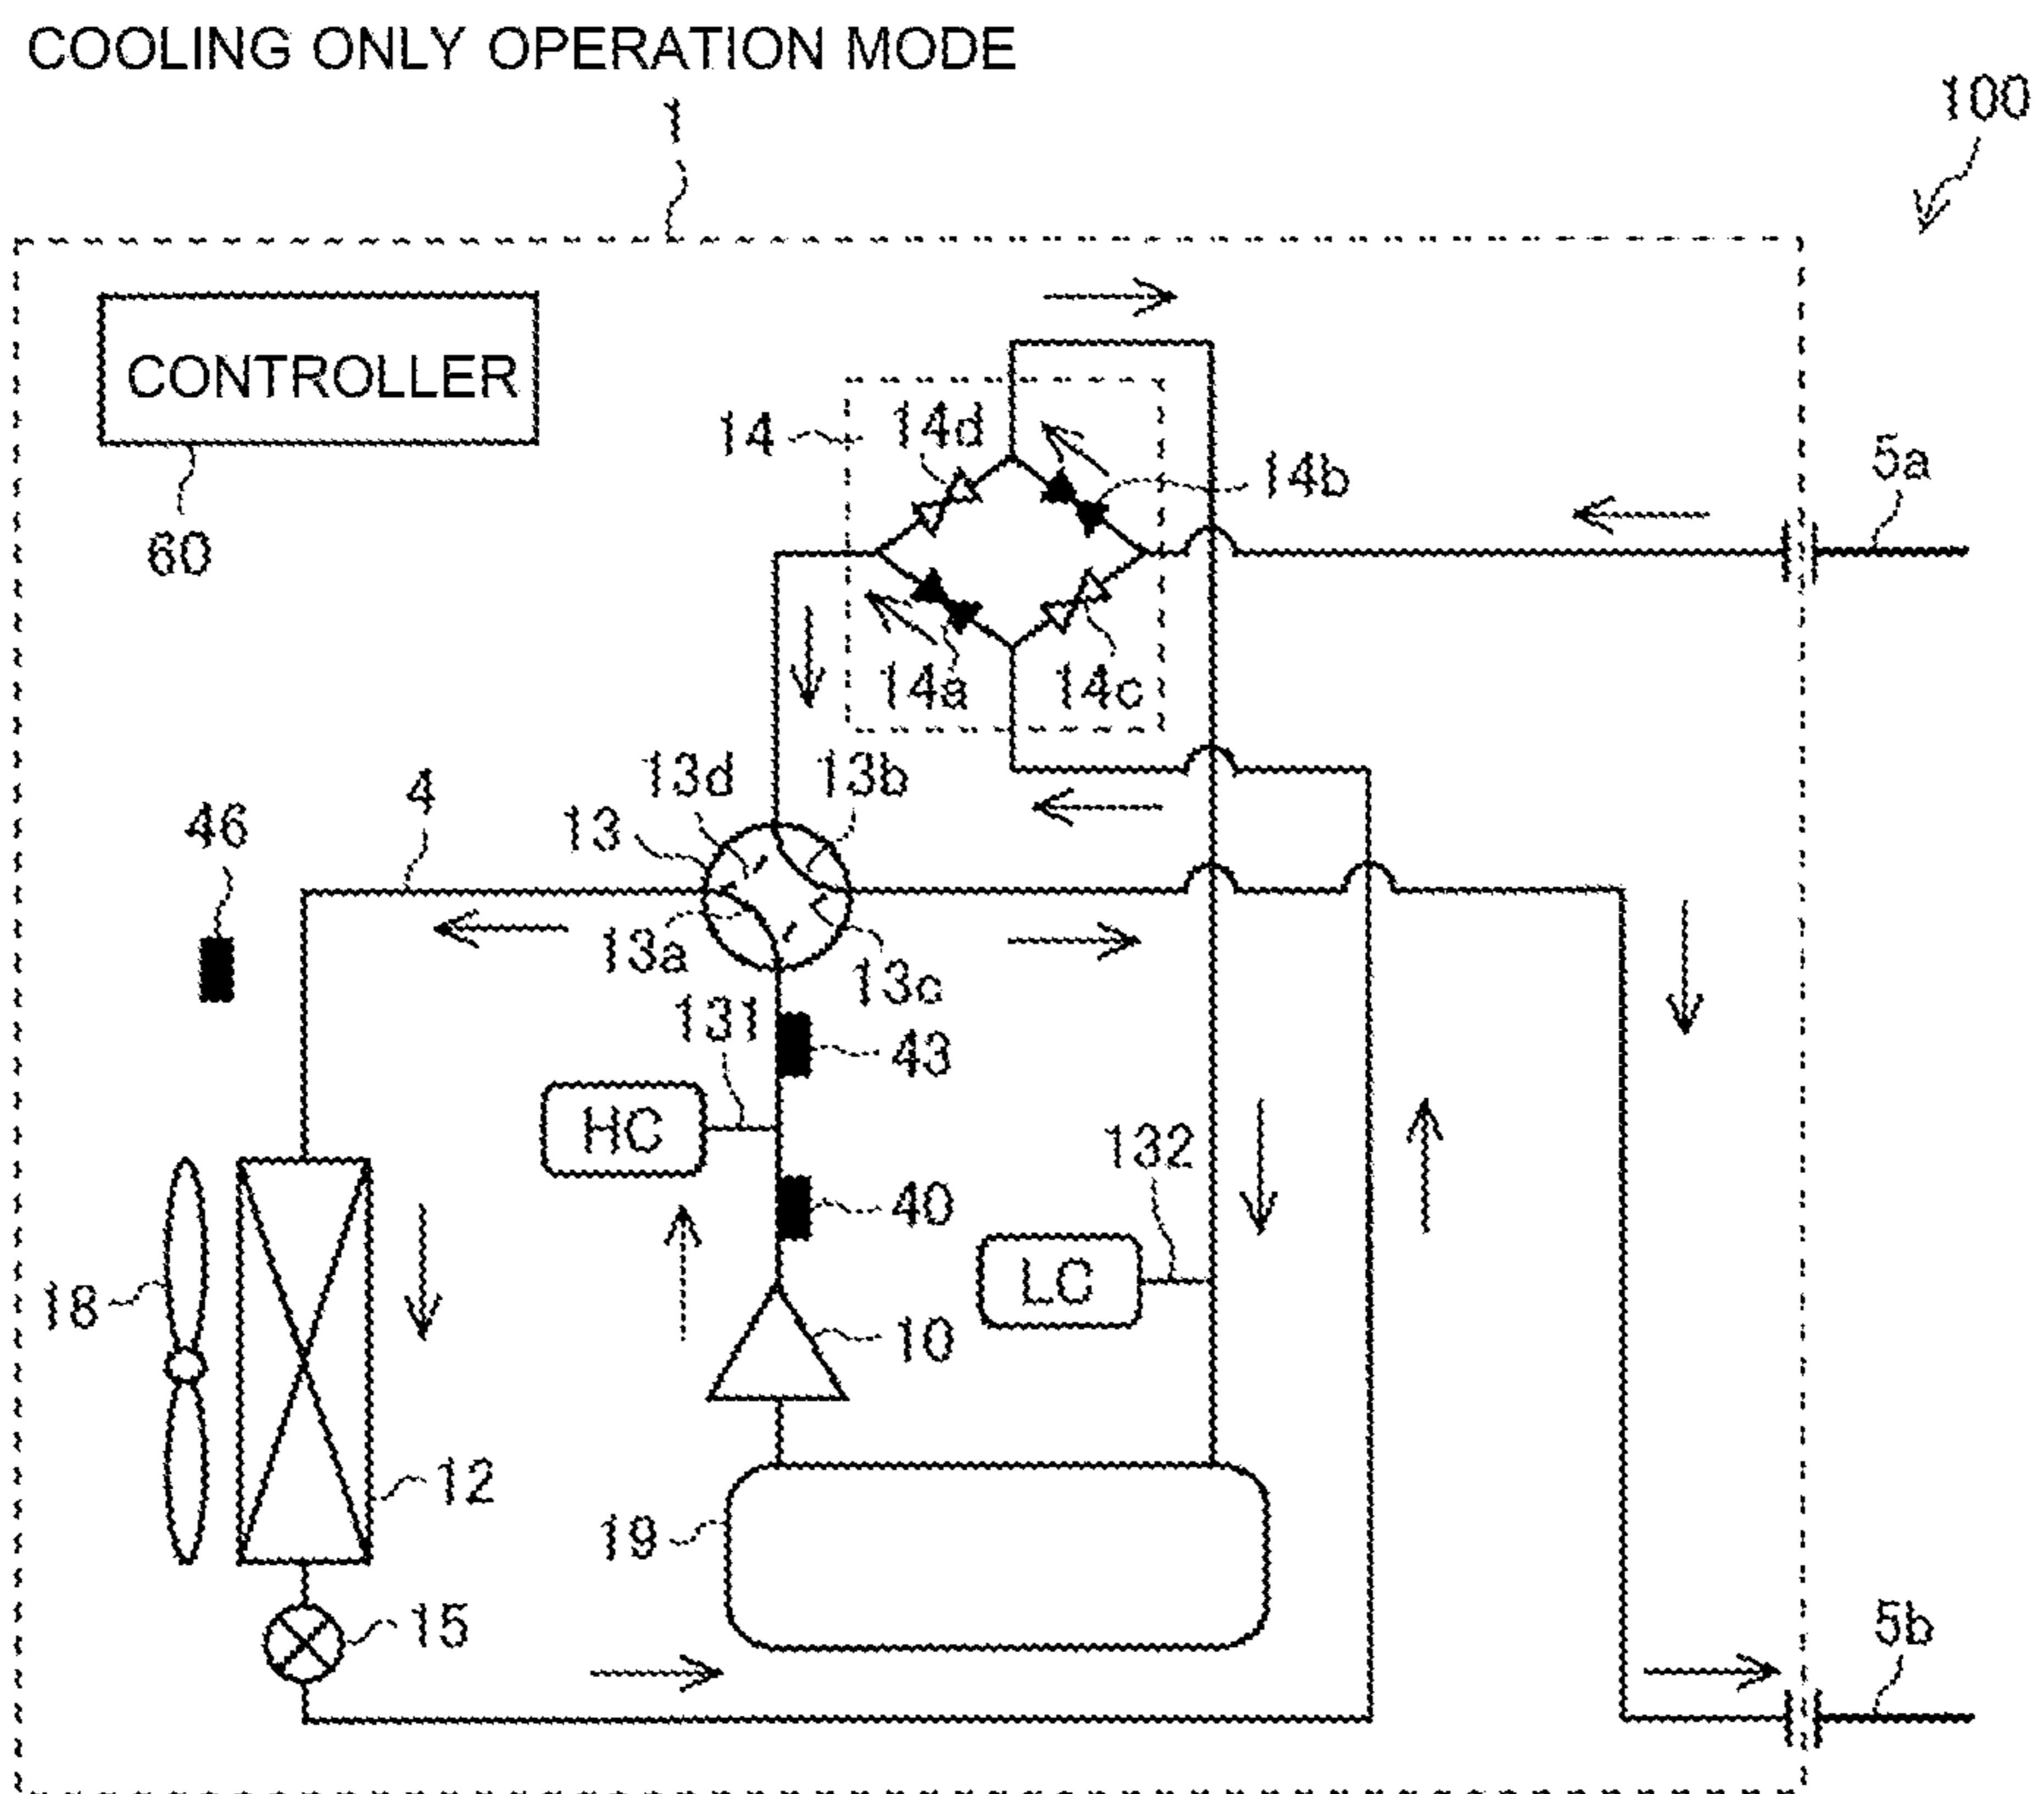 COOLING ONLY OPERATION MODE
1
100
CONTROLLER
60
14
14d
14b
5a
14a
14c
13d
13b
4
13
46
13a
13c
131
43
HC
132
40
LC
18
10
12
19
15
5b